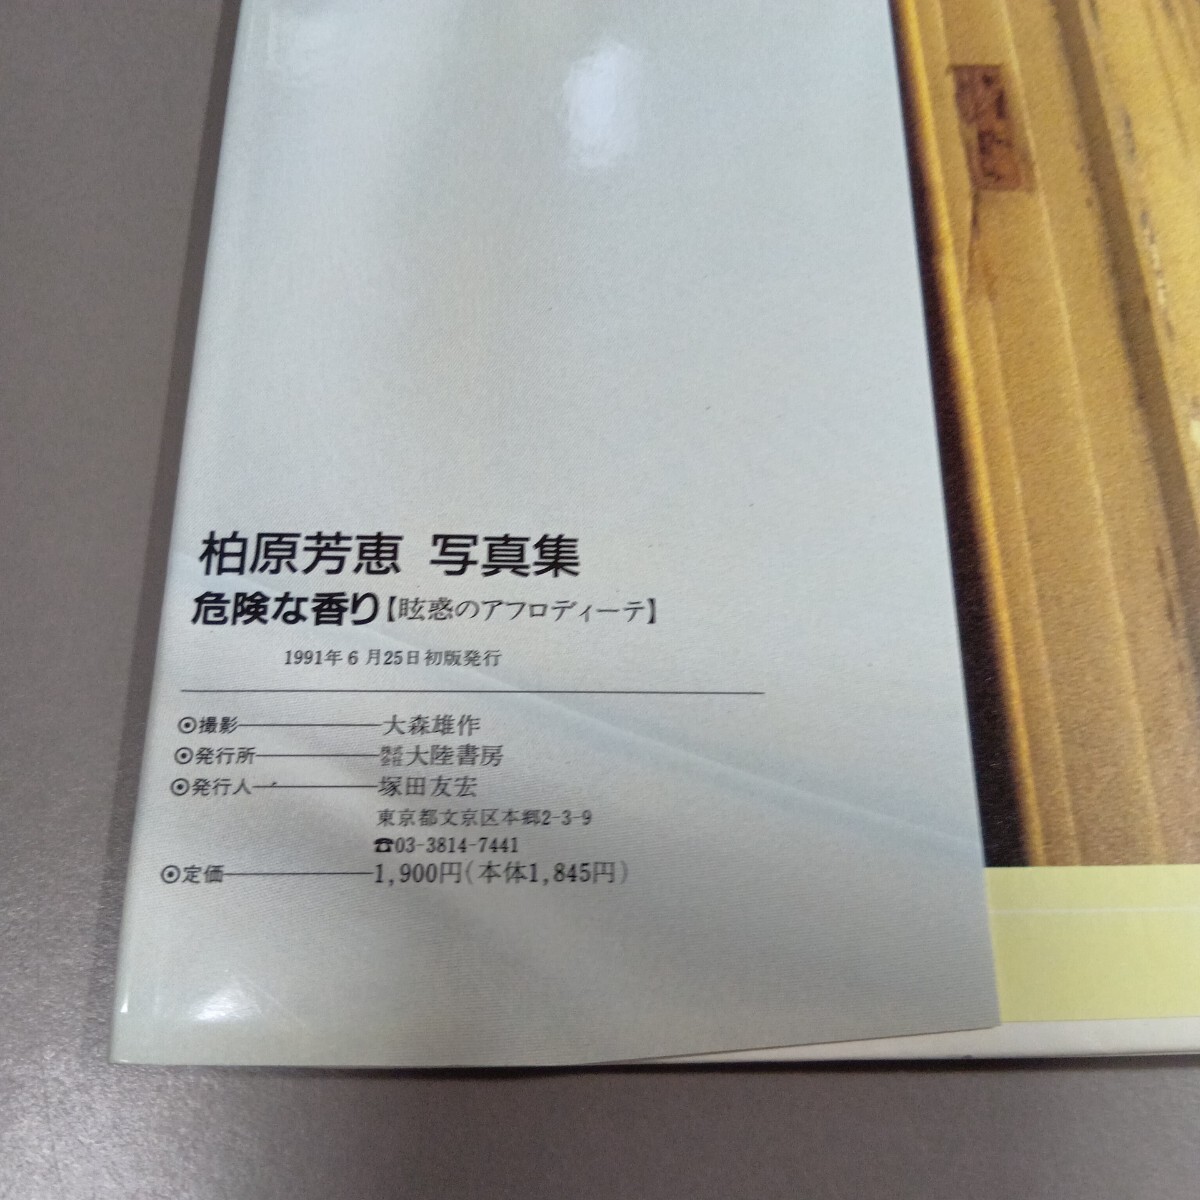 柏原芳恵 写真集
危険な香り【眩惑のアフロディーテ】
1991年6月25日初版発行
⦿撮影――――大森雄作
⦿発行所――――株式会社大陸書房
⦿発行人――――塚田友宏
東京都文京区本郷2-3-9
☎03-3814-7441
⦿定価――――1,900円(本体1,845円)